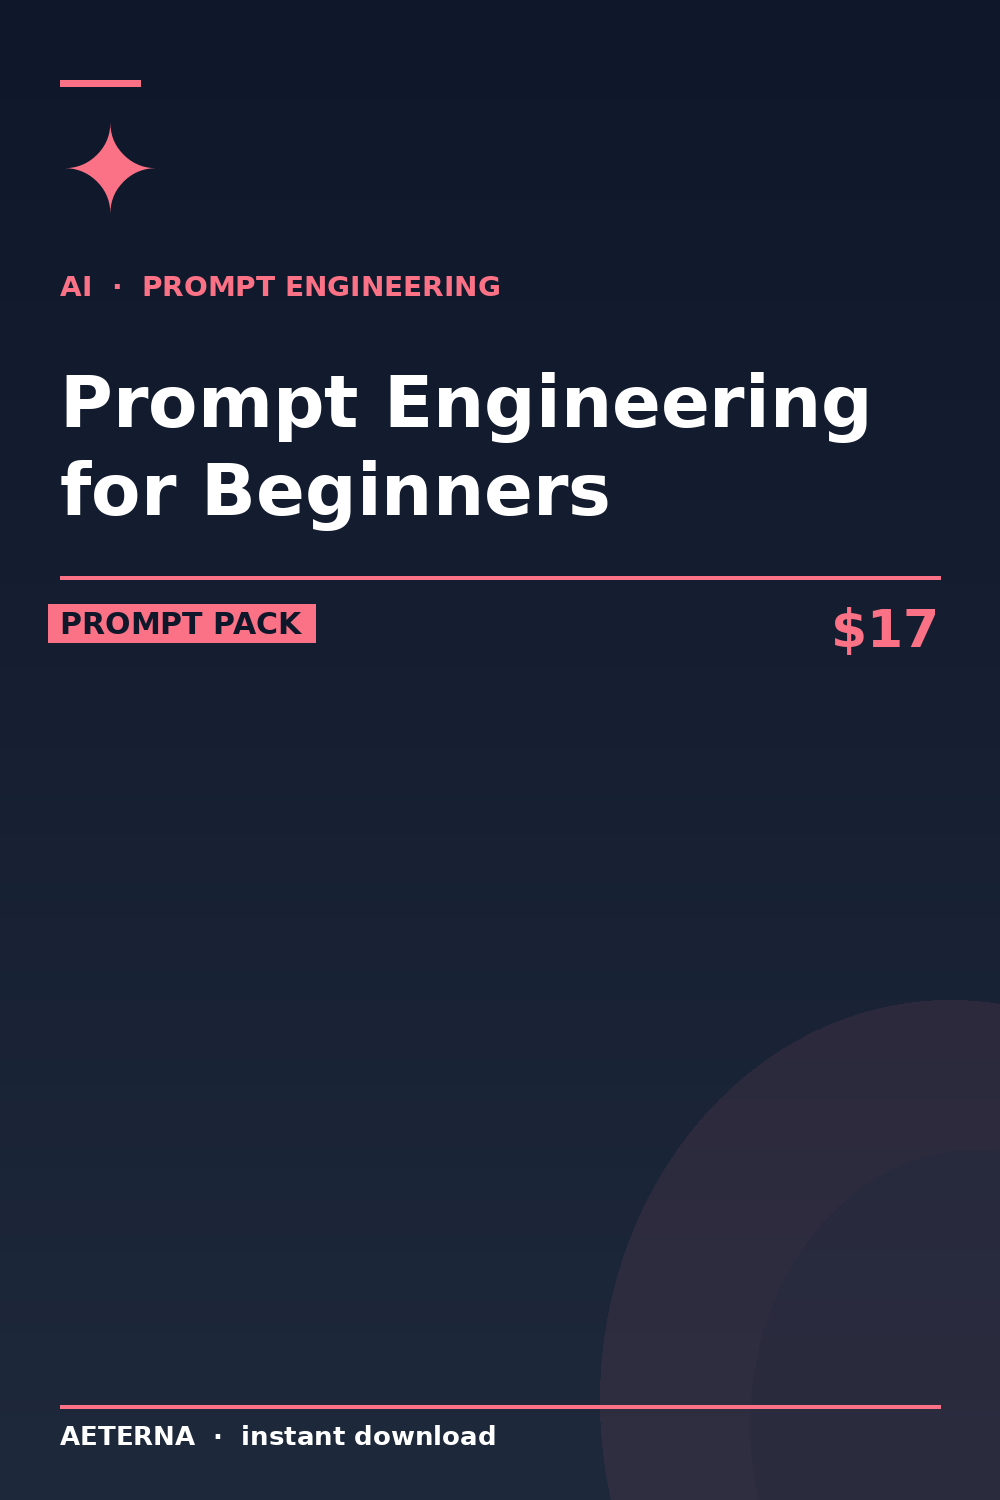 AI · PROMPT ENGINEERING
Prompt Engineering
for Beginners
PROMPT PACK
$17
AETERNA · instant download